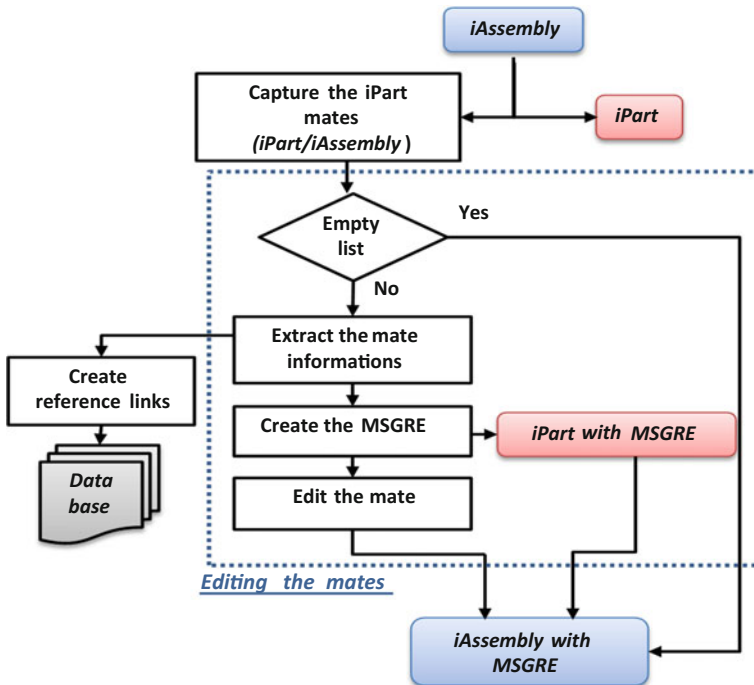 iAssembly
Capture the iPart
mates
(iPart/iAssembly)
iPart
Empty
list
Yes
No
Extract the mate
informations
Create
reference links
Create the MSGRE
iPart with MSGRE
Data
base
Edit the mate
Editing the mates
iAssembly with
MSGRE